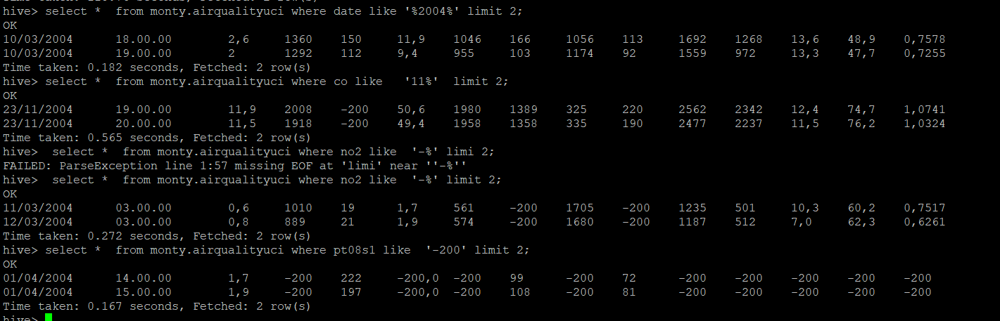 hive> select *  from monty.airqualityuci where date like '%2004%' limit 2;
OK
10/03/2004 18.00.00 2,6 1360 150 11,9 1046 166 1056 113 1692 1268 13,6 48,9 0,7578
10/03/2004 19.00.00 2 1292 112 9,4 955 103 1174 92 1559 972 13,3 47,7 0,7255
Time taken: 0.182 seconds, Fetched: 2 row(s)
hive> select *  from monty.airqualityuci where co like   '11%'  limit 2;
OK
23/11/2004 19.00.00 11,9 2008 -200 50,6 1980 1389 325 220 2562 2342 12,4 74,7 1,0741
23/11/2004 20.00.00 11,5 1918 -200 49,4 1958 1358 335 190 2477 2237 11,5 76,2 1,0324
Time taken: 0.565 seconds, Fetched: 2 row(s)
hive>  select *  from monty.airqualityuci where no2 like  '-%' limi 2;
FAILED: ParseException line 1:57 missing EOF at 'limi' near ''-%''
hive>  select *  from monty.airqualityuci where no2 like  '-%' limit 2;
OK
11/03/2004 03.00.00 0,6 1010 19 1,7 561 -200 1705 -200 1235 501 10,3 60,2 0,7517
12/03/2004 03.00.00 0,8 889 21 1,9 574 -200 1680 -200 1187 512 7,0 62,3 0,6261
Time taken: 0.272 seconds, Fetched: 2 row(s)
hive> select *  from monty.airqualityuci where pt08s1 like  '-200' limit 2;
OK
01/04/2004 14.00.00 1,7 -200 222 -200,0 -200 99 -200 72 -200 -200 -200 -200 -200
01/04/2004 15.00.00 1,9 -200 197 -200,0 -200 108 -200 81 -200 -200 -200 -200 -200
Time taken: 0.167 seconds, Fetched: 2 row(s)
hive>